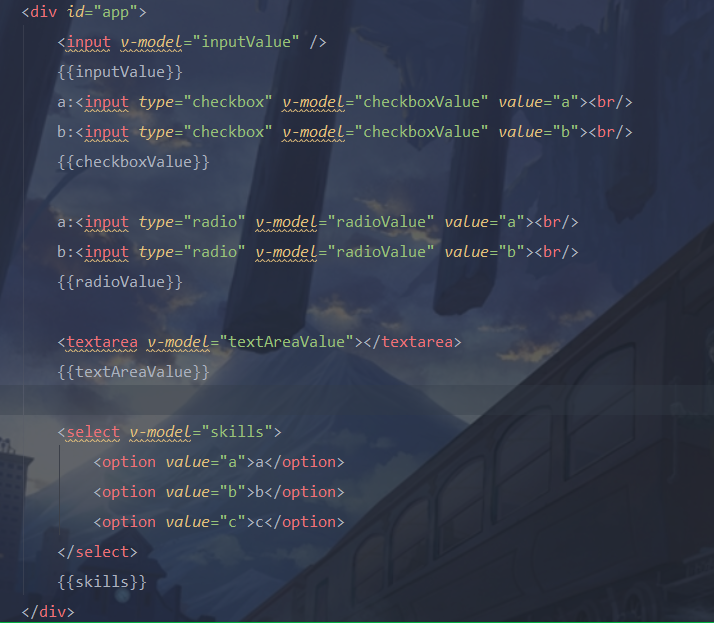 <div id="app">
<input v-model="inputValue" />
{{inputValue}}
a:<input type="checkbox" v-model="checkboxValue" value="a"><br/>
b:<input type="checkbox" v-model="checkboxValue" value="b"><br/>
{{checkboxValue}}
a:<input type="radio" v-model="radioValue" value="a"><br/>
b:<input type="radio" v-model="radioValue" value="b"><br/>
{{radioValue}}
<textarea v-model="textAreaValue"></textarea>
{{textAreaValue}}
<select v-model="skills">
<option value="a">a</option>
<option value="b">b</option>
<option value="c">c</option>
</select>
{{skills}}
</div>